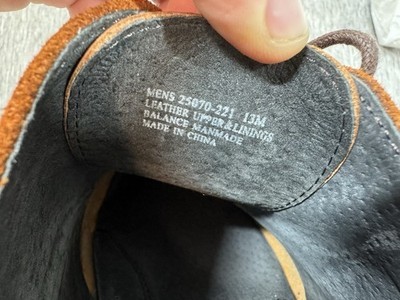 MENS 25070-221 13M
LEATHER UPPER & LININGS
BALANCE MANMADE
MADE IN CHINA